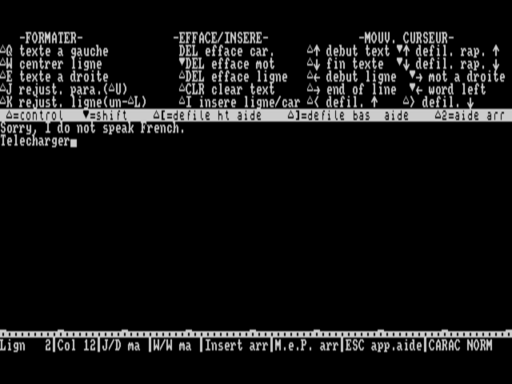 -FORMATER- -EFFACE/INSERE- -MOUV. CURSEUR-
△Q texte a gauche DEL efface car. △↑ debut text ▼↑ defil. rap. ↑
△W centrer ligne ▼DEL efface mot △↓ fin texte ▼↓ defil. rap. ↓
△E texte a droite △DEL efface ligne △← debut ligne ▼→ mot a droite
△J rejust. para.(△U) △CLR clear text △→ end of line ▼← word left
△K rejust. ligne(un-△L) △I insere ligne/car △< defil. ↑ △> defil. ↓
△=control ▼=shift △[=defile ht aide △]=defile bas aide △2=aide arr
Sorry, I do not speak French.
Telecharger
Lign 2|Col 12|J/D ma |W/W ma |Insert arr|M.e.P. arr|ESC app.aide|CARAC NORM